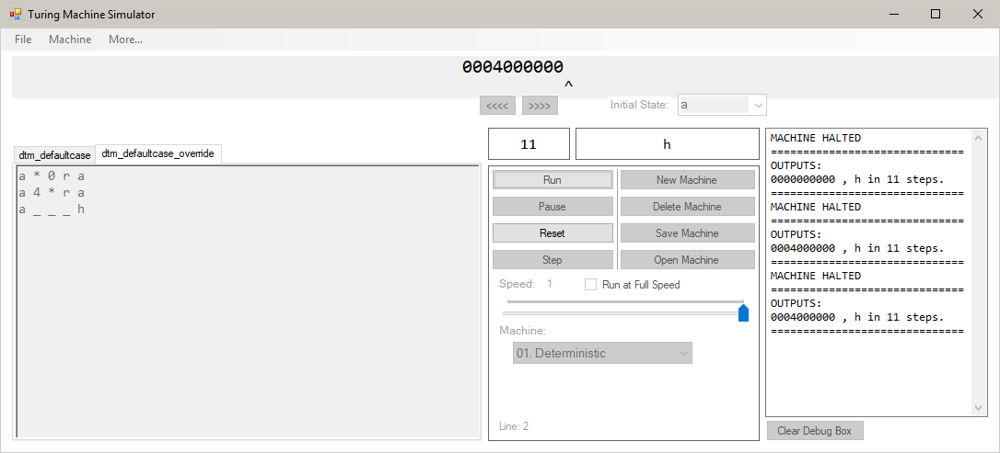 Turing Machine Simulator
File Machine More...
0004000000
^
<<<< >>>> Initial State: a
dtm_defaultcase dtm_defaultcase_override
a * 0 r a
a 4 * r a
a _ _ _ h
11 h
Run New Machine
Pause Delete Machine
Reset Save Machine
Step Open Machine
Speed: 1 Run at Full Speed
Machine:
01. Deterministic
Line: 2
MACHINE HALTED
==============================
OUTPUTS:
0000000000 , h in 11 steps.
==============================
MACHINE HALTED
==============================
OUTPUTS:
0004000000 , h in 11 steps.
==============================
MACHINE HALTED
==============================
OUTPUTS:
0004000000 , h in 11 steps.
==============================
Clear Debug Box